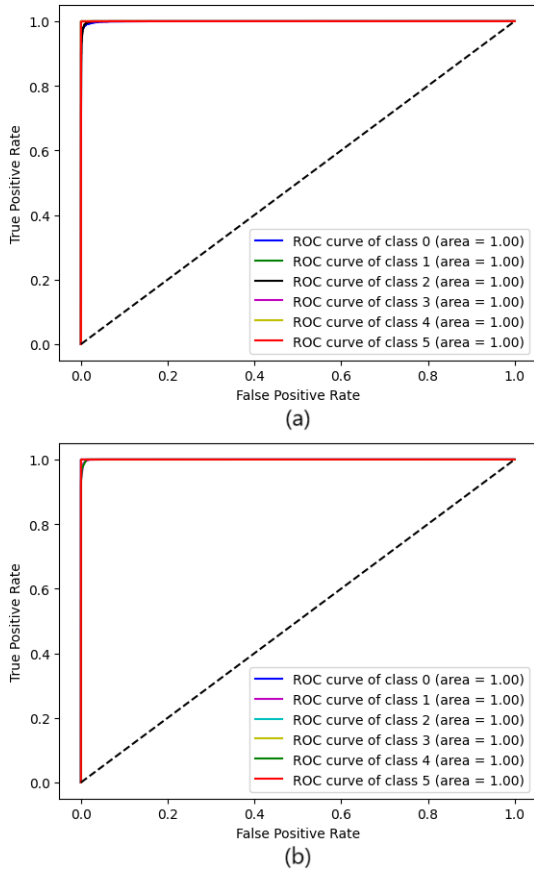 1.0
0.8
0.6
0.4
0.2
0.0
True Positive Rate
ROC curve of class 0 (area = 1.00)
ROC curve of class 1 (area = 1.00)
ROC curve of class 2 (area = 1.00)
ROC curve of class 3 (area = 1.00)
ROC curve of class 4 (area = 1.00)
ROC curve of class 5 (area = 1.00)
0.0 0.2 0.4 0.6 0.8 1.0
False Positive Rate
(a)
1.0
0.8
0.6
0.4
0.2
0.0
True Positive Rate
ROC curve of class 0 (area = 1.00)
ROC curve of class 1 (area = 1.00)
ROC curve of class 2 (area = 1.00)
ROC curve of class 3 (area = 1.00)
ROC curve of class 4 (area = 1.00)
ROC curve of class 5 (area = 1.00)
0.0 0.2 0.4 0.6 0.8 1.0
False Positive Rate
(b)